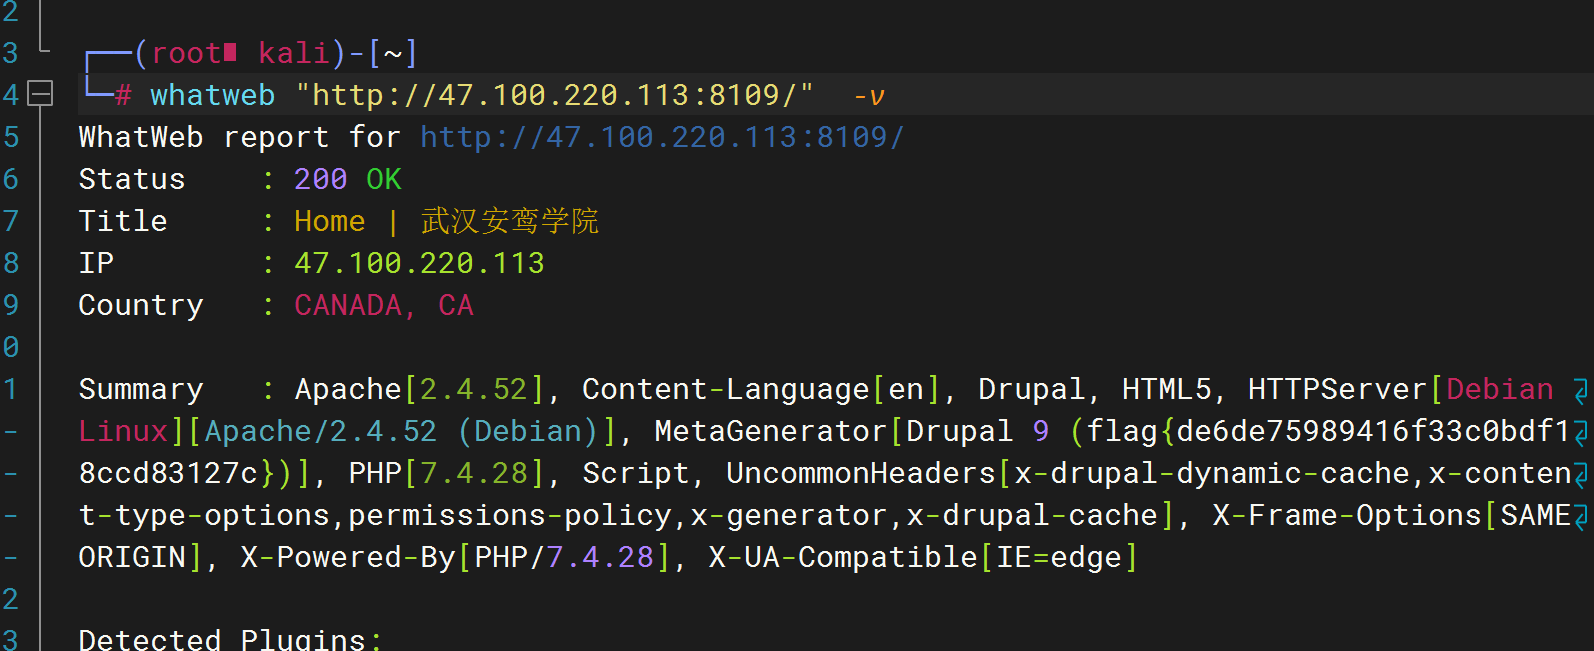 2
3 ┌──(root kali)-[~]
4 └─# whatweb "http://47.100.220.113:8109/"  -v
5 WhatWeb report for http://47.100.220.113:8109/
6 Status    : 200 OK
7 Title     : Home | 武汉安鸾学院
8 IP        : 47.100.220.113
9 Country   : CANADA, CA
0
1 Summary   : Apache[2.4.52], Content-Language[en], Drupal, HTML5, HTTPServer[Debian
- Linux][Apache/2.4.52 (Debian)], MetaGenerator[Drupal 9 (flag{de6de75989416f33c0bdf1
- 8ccd83127c})], PHP[7.4.28], Script, UncommonHeaders[x-drupal-dynamic-cache,x-conten
- t-type-options,permissions-policy,x-generator,x-drupal-cache], X-Frame-Options[SAME
- ORIGIN], X-Powered-By[PHP/7.4.28], X-UA-Compatible[IE=edge]
2
3 Detected Plugins: